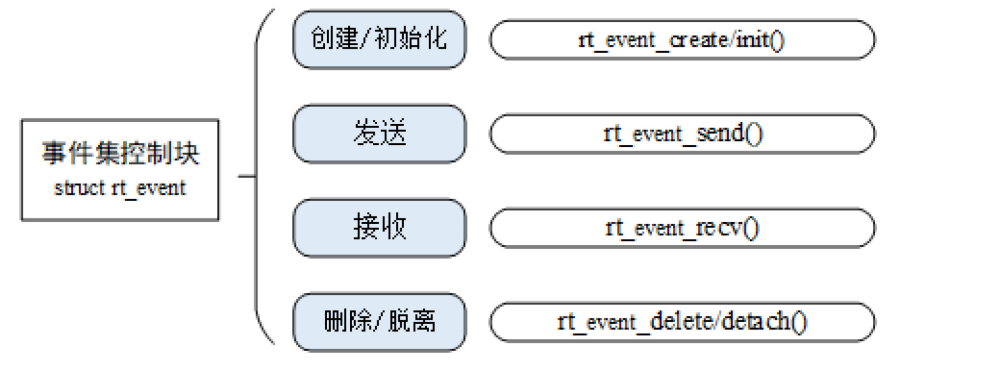 事件集控制块
struct rt_event
创建/初始化
rt_event_create/init()
发送
rt_event_send()
接收
rt_event_recv()
删除/脱离
rt_event_delete/detach()